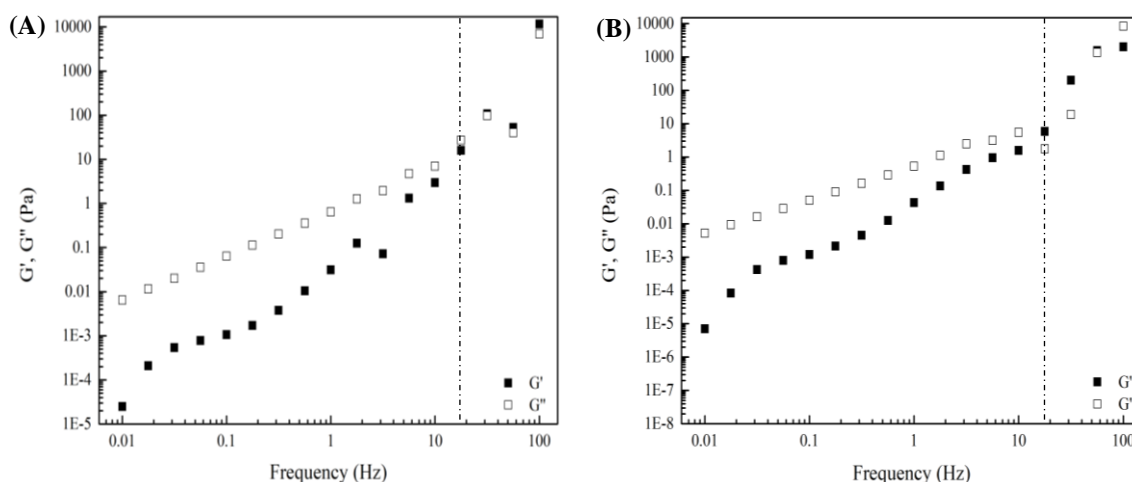 (A)
10000
1000
100
10
1
0.1
0.01
1E-3
1E-4
1E-5
G', G'' (Pa)
G'
G''
0.01 0.1 1 10 100
Frequency (Hz)
(B)
10000
1000
100
10
1
0.1
0.01
1E-3
1E-4
1E-5
1E-6
1E-7
1E-8
G', G'' (Pa)
G'
G'
0.01 0.1 1 10 100
Frequency (Hz)